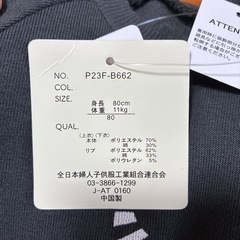 ATTEN
NO. P23F-B662
COL.
SIZE.
身長 80cm
体重 11kg
80
QUAL.
(上衣) (下衣)
本体 ポリエステル 70%
綿 30%
リブ ポリエステル 62%
綿 33%
ポリウレタン 5%
全日本婦人子供服工業組合連合会
03-3866-1299
J-AT 0160
中国製